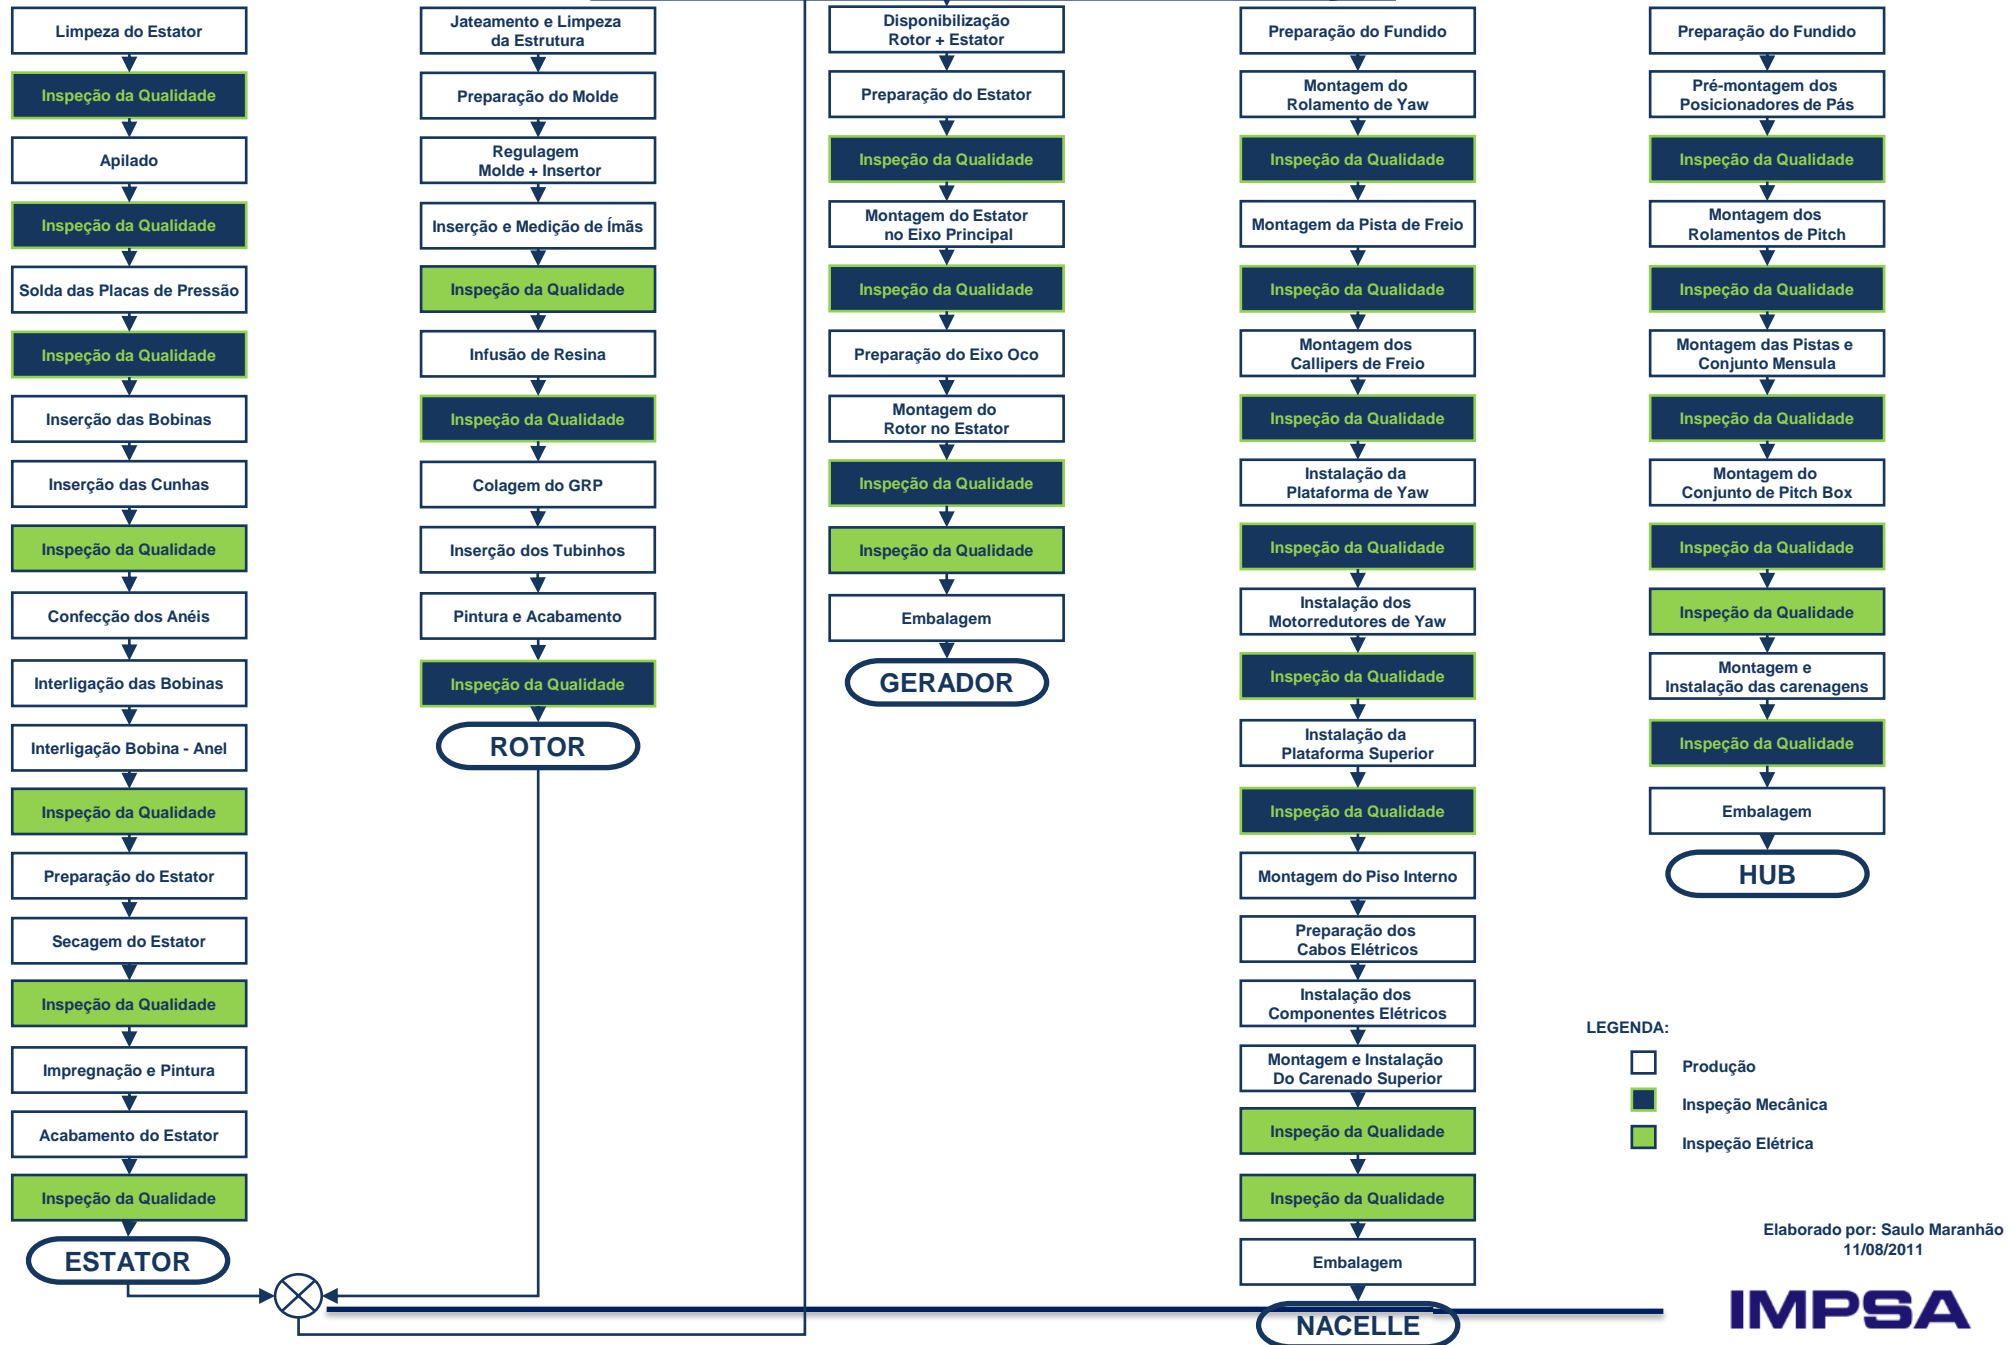 Limpeza do Estator
Inspeção da Qualidade
Apilado
Inspeção da Qualidade
Solda das Placas de Pressão
Inspeção da Qualidade
Inserção das Bobinas
Inserção das Cunhas
Inspeção da Qualidade
Confecção dos Anéis
Interligação das Bobinas
Interligação Bobina - Anel
Inspeção da Qualidade
Preparação do Estator
Secagem do Estator
Inspeção da Qualidade
Impregnação e Pintura
Acabamento do Estator
Inspeção da Qualidade
ESTATOR
Jateamento e Limpeza
da Estrutura
Preparação do Molde
Regulagem
Molde + Insertor
Inserção e Medição de Ímãs
Inspeção da Qualidade
Infusão de Resina
Inspeção da Qualidade
Colagem do GRP
Inserção dos Tubinhos
Pintura e Acabamento
Inspeção da Qualidade
ROTOR
Disponibilização
Rotor + Estator
Preparação do Estator
Inspeção da Qualidade
Montagem do Estator
no Eixo Principal
Inspeção da Qualidade
Preparação do Eixo Oco
Montagem do
Rotor no Estator
Inspeção da Qualidade
Inspeção da Qualidade
Embalagem
GERADOR
Preparação do Fundido
Montagem do
Rolamento de Yaw
Inspeção da Qualidade
Montagem da Pista de Freio
Inspeção da Qualidade
Montagem dos
Callipers de Freio
Inspeção da Qualidade
Instalação da
Plataforma de Yaw
Inspeção da Qualidade
Instalação dos
Motorredutores de Yaw
Inspeção da Qualidade
Instalação da
Plataforma Superior
Inspeção da Qualidade
Montagem do Piso Interno
Preparação dos
Cabos Elétricos
Instalação dos
Componentes Elétricos
Montagem e Instalação
Do Carenado Superior
Inspeção da Qualidade
Inspeção da Qualidade
Embalagem
NACELLE
Preparação do Fundido
Pré-montagem dos
Posicionadores de Pás
Inspeção da Qualidade
Montagem dos
Rolamentos de Pitch
Inspeção da Qualidade
Montagem das Pistas e
Conjunto Mensula
Inspeção da Qualidade
Montagem do
Conjunto de Pitch Box
Inspeção da Qualidade
Inspeção da Qualidade
Montagem e
Instalação das carenagens
Inspeção da Qualidade
Embalagem
HUB
LEGENDA:
Produção
Inspeção Mecânica
Inspeção Elétrica
Elaborado por: Saulo Maranhão
11/08/2011
IMPSA